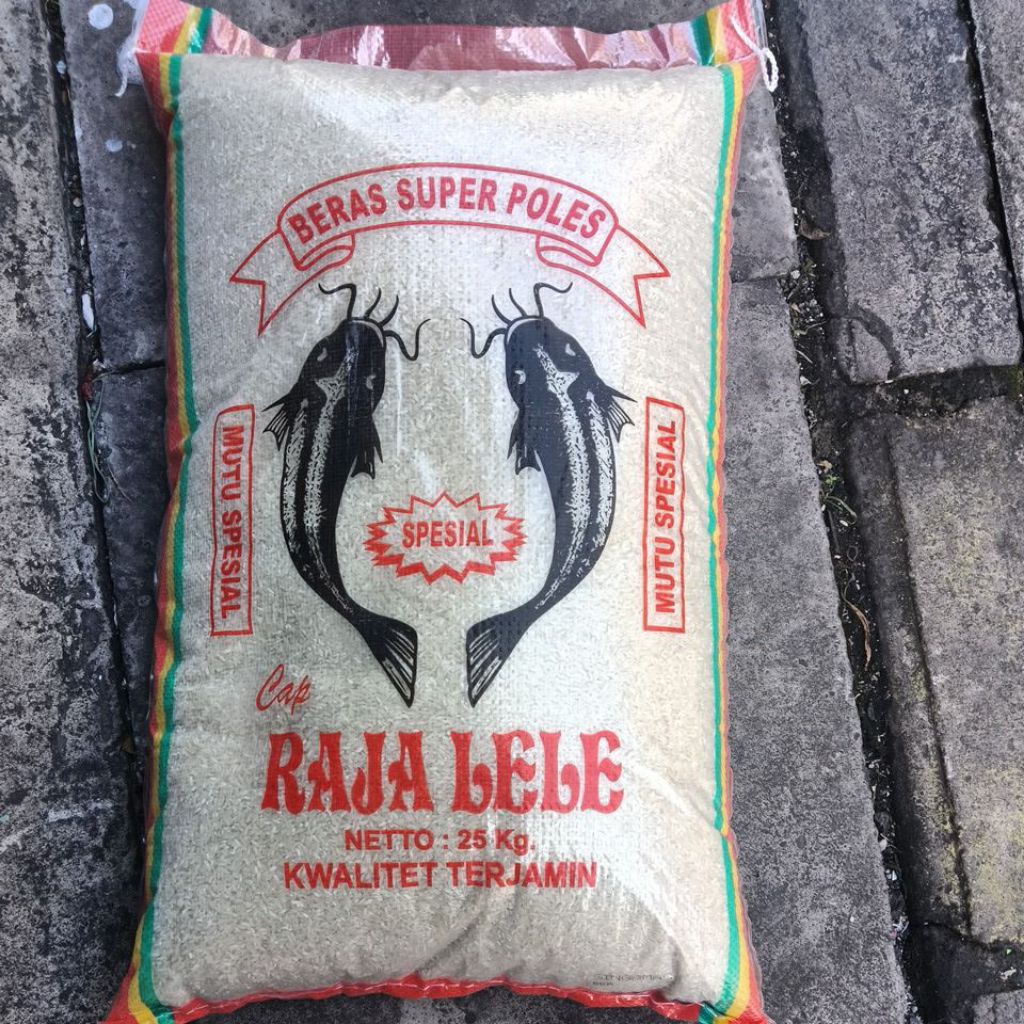 BERAS SUPER POLES
MUTU SPESIAL
SPESIAL
MUTU SPESIAL
Cap
RAJA LELE
NETTO : 25 Kg.
KWALITET TERJAMIN